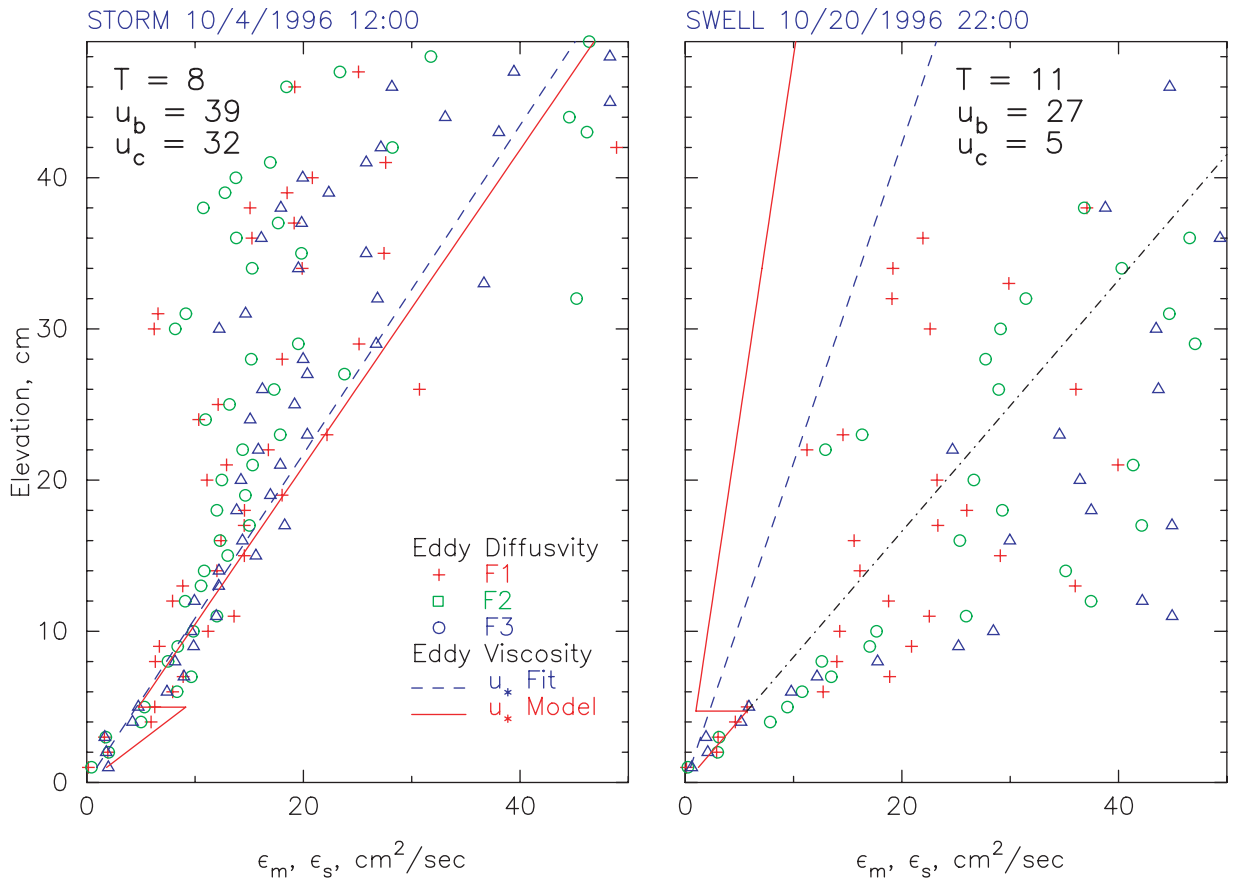 STORM 10/4/1996 12:00
T = 8
u_b = 39
u_c = 32
Eddy Diffusvity
F1
F2
F3
Eddy Viscosity
u_* Fit
u_* Model
Elevation, cm
40
30
20
10
0
0 20 40
ϵ_m, ϵ_s, cm²/sec
SWELL 10/20/1996 22:00
T = 11
u_b = 27
u_c = 5
0 20 40
ϵ_m, ϵ_s, cm²/sec